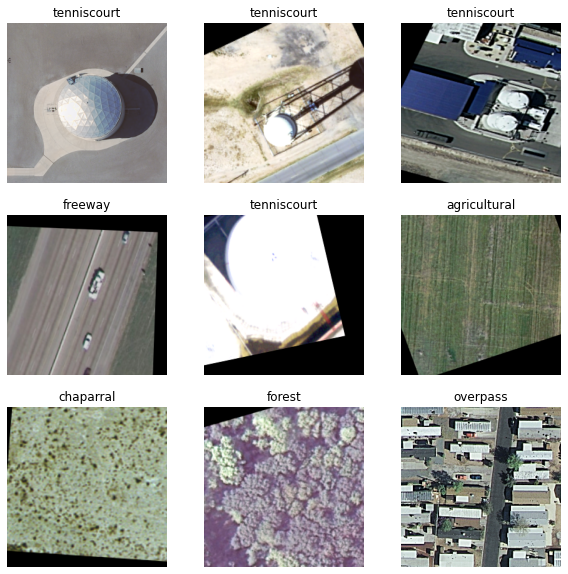 tenniscourt
tenniscourt
tenniscourt
freeway
tenniscourt
agricultural
chaparral
forest
overpass